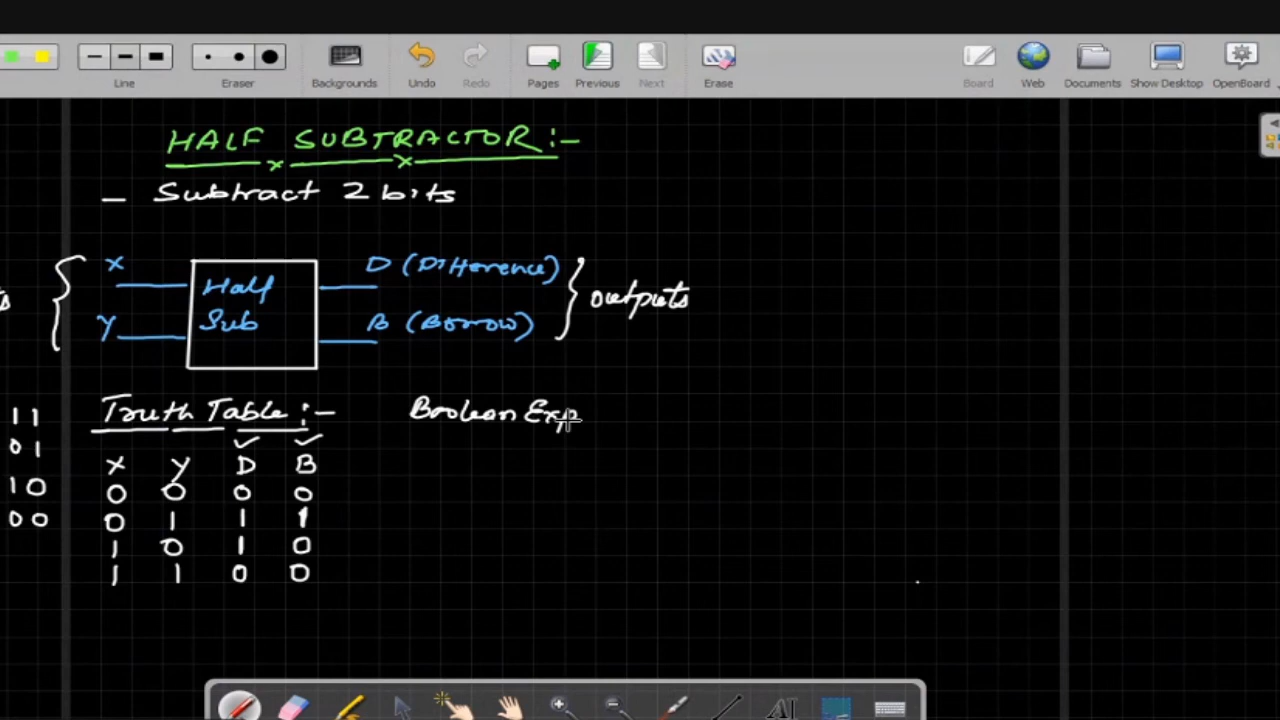 Line
Eraser
Backgrounds
Undo
Redo
Pages
Previous
Next
Erase
Board
Web
Documents
Show Desktop
OpenBoard
HALF SUBTRACTOR :-
- Subtract 2 bits
X
Half
Sub
Y
D (Difference)
B (Borrow)
outputs
11
01
10
00
Truth Table :-
Boolean Exp
X Y D B
0 0 0 0
0 1 1 1
1 0 1 0
1 1 0 0